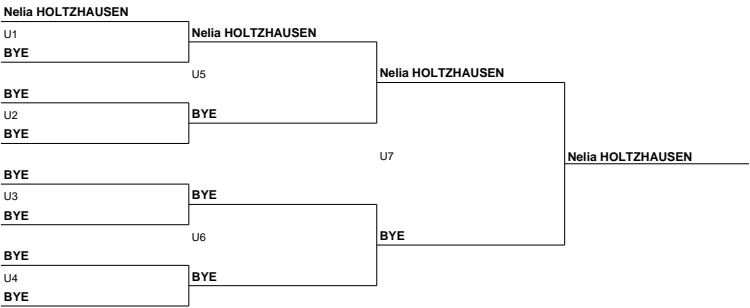 Nelia HOLTZHAUSEN
U1
Nelia HOLTZHAUSEN
BYE
U5
Nelia HOLTZHAUSEN
BYE
U2
BYE
BYE
U7
Nelia HOLTZHAUSEN
BYE
U3
BYE
BYE
U6
BYE
BYE
U4
BYE
BYE